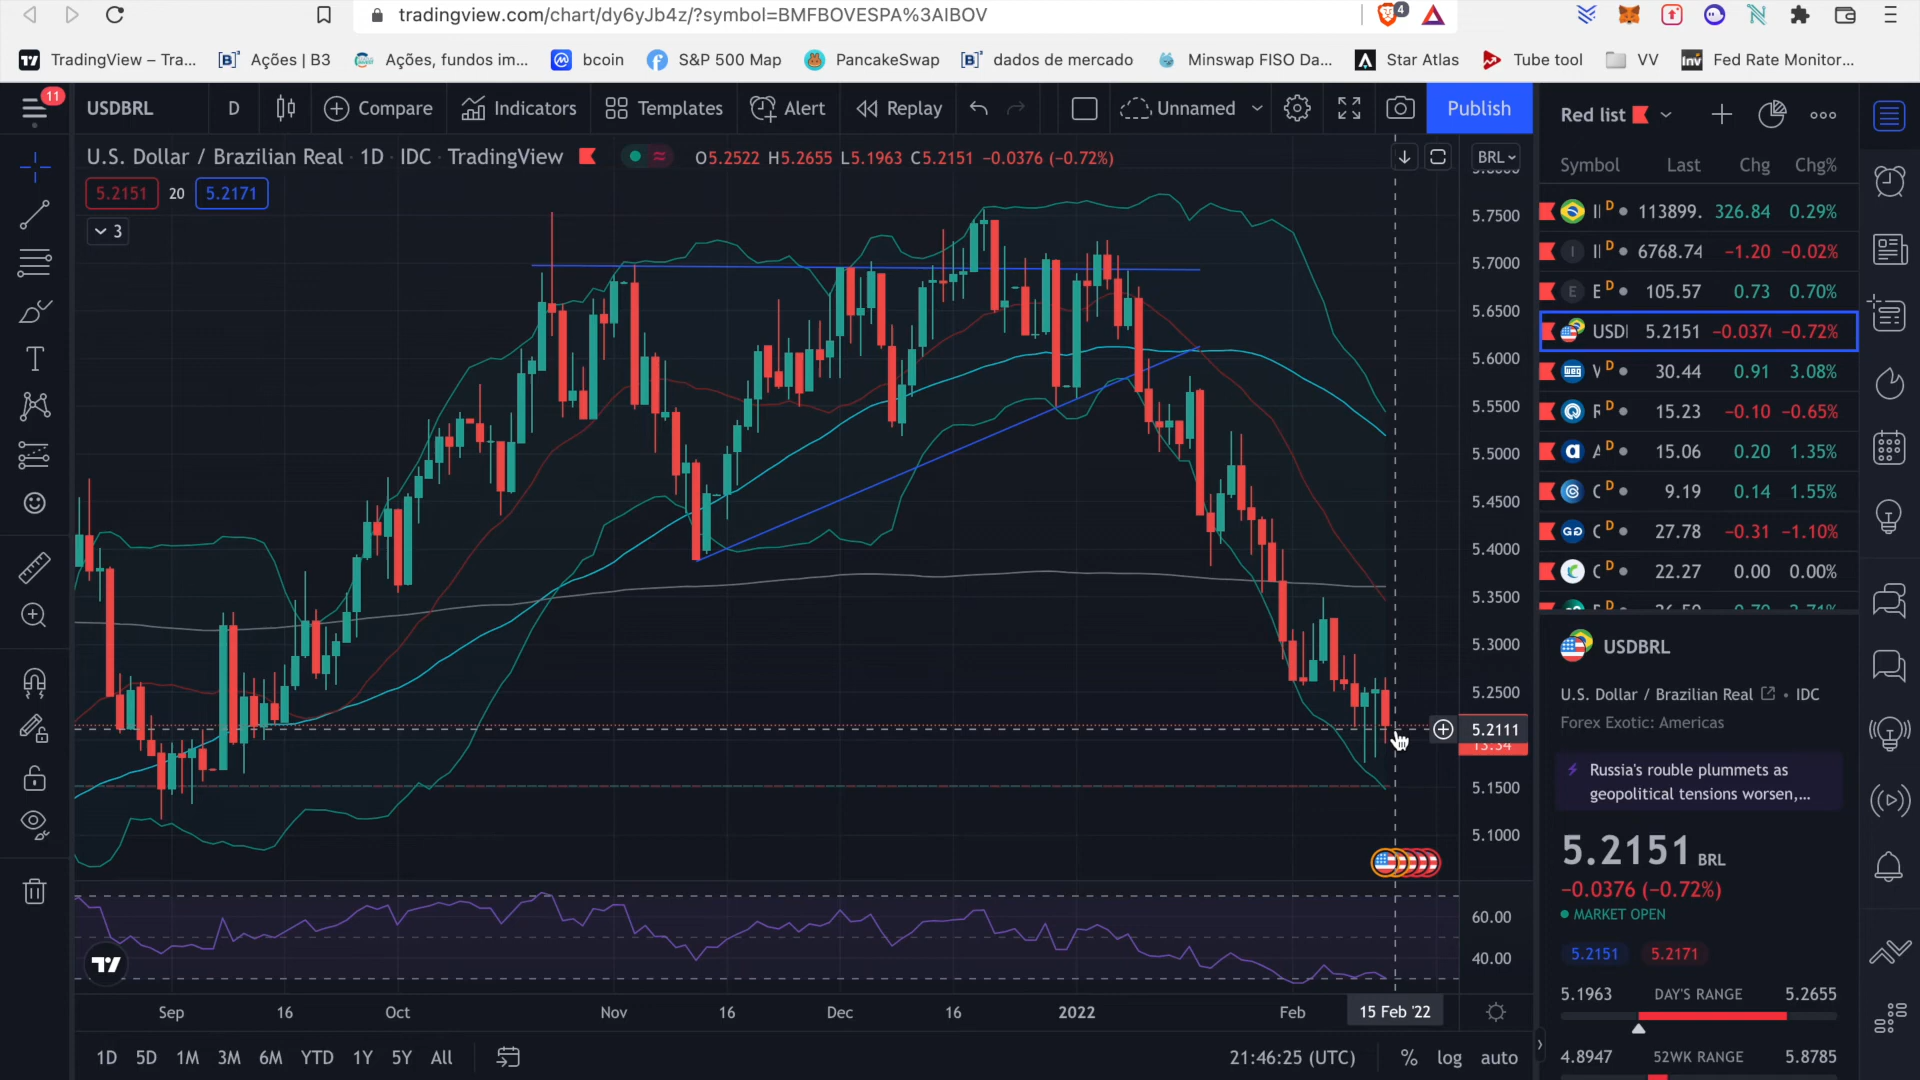 tradingview.com/chart/dy6yJb4z/?symbol=BMFBOVESPA%3AIBOV
4
TradingView – Tra...
Ações | B3
Ações, fundos im...
bcoin
S&P 500 Map
PancakeSwap
dados de mercado
Minswap FISO Da...
Star Atlas
Tube tool
VV
Fed Rate Monitor...
11
USDBRL
D
Compare
Indicators
Templates
Alert
Replay
Unnamed
Publish
U.S. Dollar / Brazilian Real · 1D · IDC · TradingView
O5.2522 H5.2655 L5.1963 C5.2151 −0.0376 (−0.72%)
5.2151 20 5.2171
3
BRL
5.7500
5.7000
5.6500
5.6000
5.5500
5.5000
5.4500
5.4000
5.3500
5.3000
5.2500
5.2111
5.1500
5.1000
60.00
40.00
Sep 16 Oct Nov 16 Dec 16 2022 Feb 15 Feb '22
1D 5D 1M 3M 6M YTD 1Y 5Y All
21:46:25 (UTC) % log auto
Red list
Symbol Last Chg Chg%
D 113899. 326.84 0.29%
D 6768.74 −1.20 −0.02%
E E D 105.57 0.73 0.70%
USD 5.2151 −0.037 −0.72%
D 30.44 0.91 3.08%
D 15.23 −0.10 −0.65%
D 15.06 0.20 1.35%
D 9.19 0.14 1.55%
D 27.78 −0.31 −1.10%
D 22.27 0.00 0.00%
USDBRL
U.S. Dollar / Brazilian Real • IDC
Forex Exotic: Americas
Russia's rouble plummets as
geopolitical tensions worsen,...
5.2151 BRL
−0.0376 (−0.72%)
MARKET OPEN
5.2151 5.2171
5.1963 DAY'S RANGE 5.2655
4.8947 52WK RANGE 5.8785